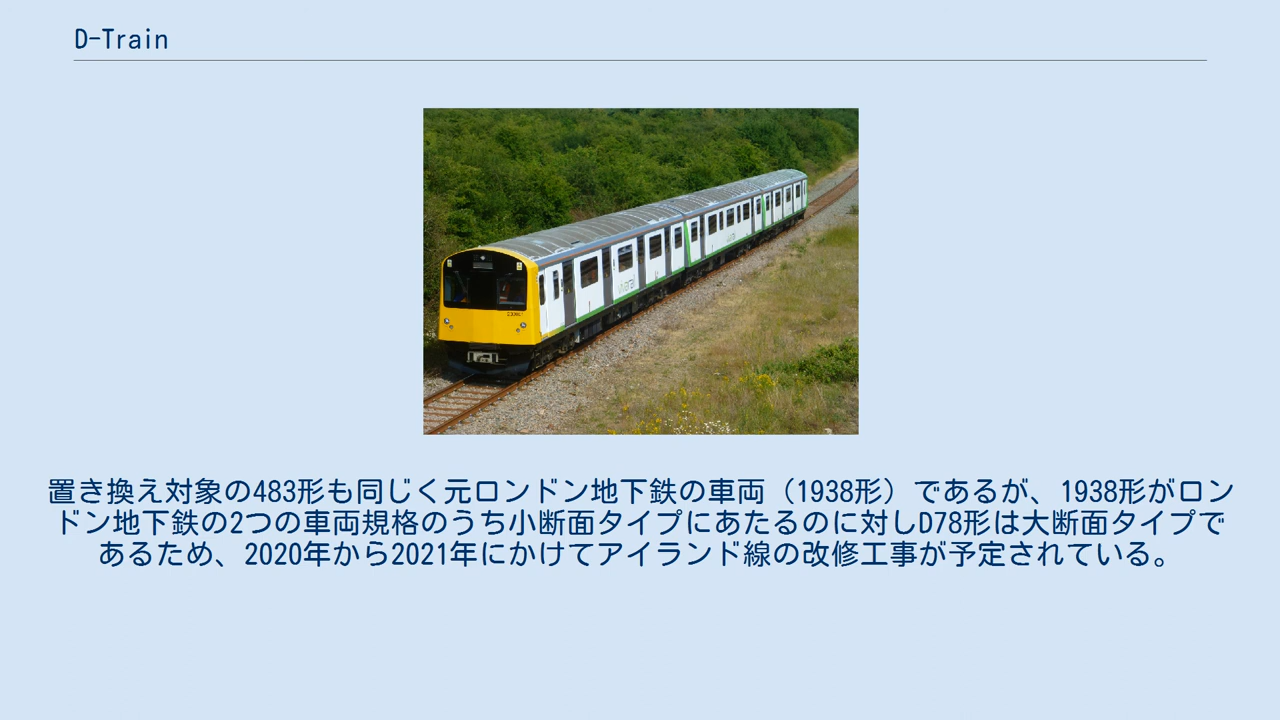 D-Train
vivarail
置き換え対象の483形も同じく元ロンドン地下鉄の車両（1938形）であるが、1938形がロン
ドン地下鉄の2つの車両規格のうち小断面タイプにあたるのに対しD78形は大断面タイプで
あるため、2020年から2021年にかけてアイランド線の改修工事が予定されている。